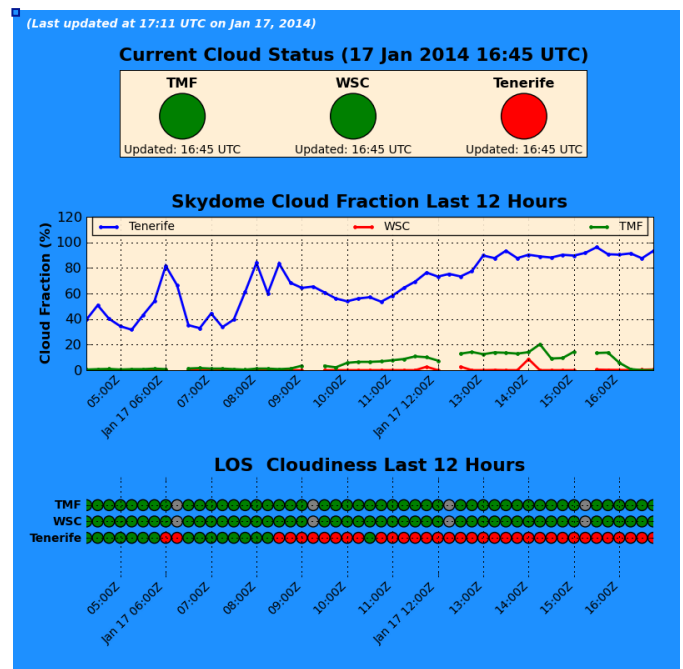 (Last updated at 17:11 UTC on Jan 17, 2014)
Current Cloud Status (17 Jan 2014 16:45 UTC)
TMF WSC Tenerife
Updated: 16:45 UTC Updated: 16:45 UTC Updated: 16:45 UTC
Skydome Cloud Fraction Last 12 Hours
Cloud Fraction (%)
120
100
80
60
40
20
0
Tenerife WSC TMF
05:00Z Jan 17 06:00Z 07:00Z 08:00Z 09:00Z 10:00Z 11:00Z Jan 17 12:00Z 13:00Z 14:00Z 15:00Z 16:00Z
LOS Cloudiness Last 12 Hours
TMF
WSC
Tenerife
05:00Z Jan 17 06:00Z 07:00Z 08:00Z 09:00Z 10:00Z 11:00Z Jan 17 12:00Z 13:00Z 14:00Z 15:00Z 16:00Z